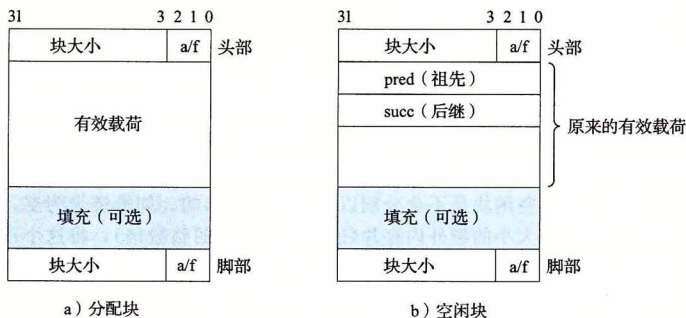 31 3 2 1 0
块大小 a/f 头部
有效载荷
填充（可选）
块大小 a/f 脚部
a）分配块
31 3 2 1 0
块大小 a/f 头部
pred（祖先）
succ（后继）
原来的有效载荷
填充（可选）
块大小 a/f 脚部
b）空闲块